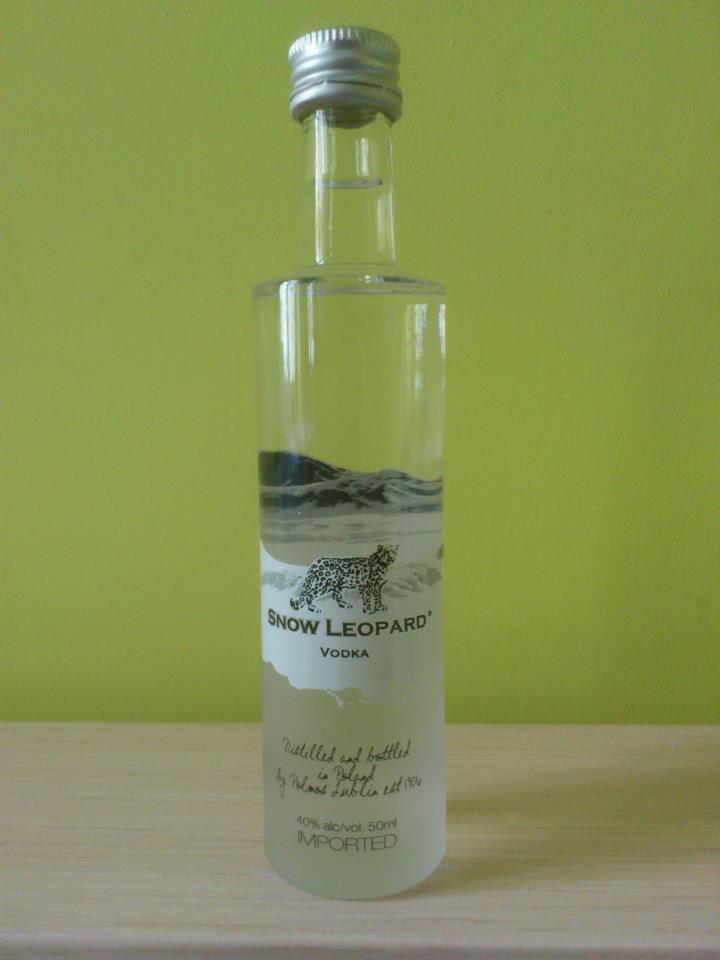 SNOW LEOPARD®
VODKA
Distilled and bottled
in Poland
by Polmos Lublin est 1906
40% alc/vol. 50ml
IMPORTED